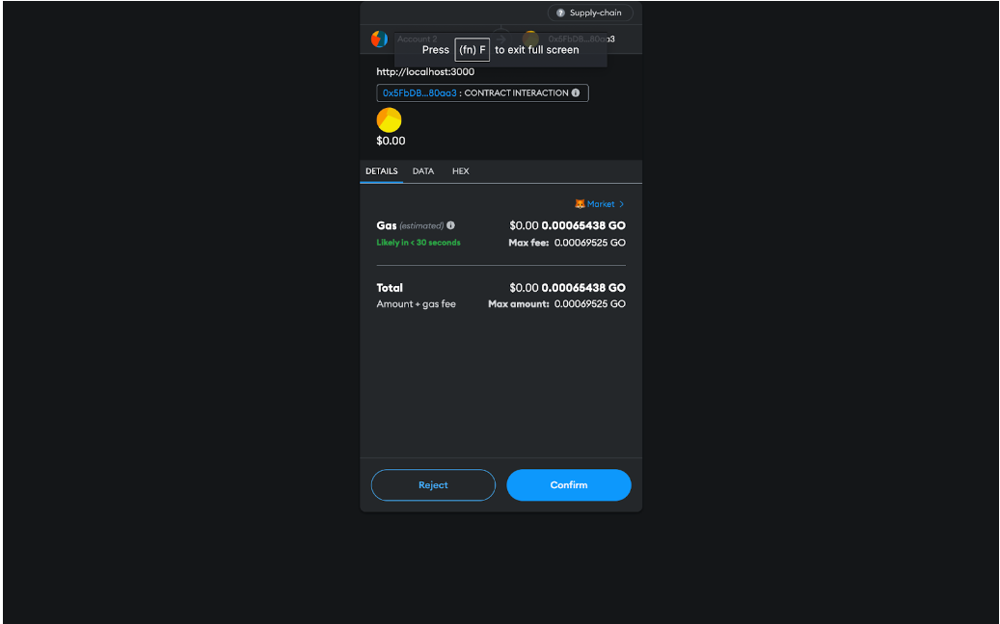 Supply-chain
Account 2 0x5FbDB...80aa3
Press (fn) F to exit full screen
http://localhost:3000
0x5FbDB...80aa3 : CONTRACT INTERACTION
$0.00
DETAILS DATA HEX
Market >
Gas (estimated) $0.00 0.00065438 GO
Likely in < 30 seconds Max fee: 0.00069525 GO
Total $0.00 0.00065438 GO
Amount + gas fee Max amount: 0.00069525 GO
Reject Confirm